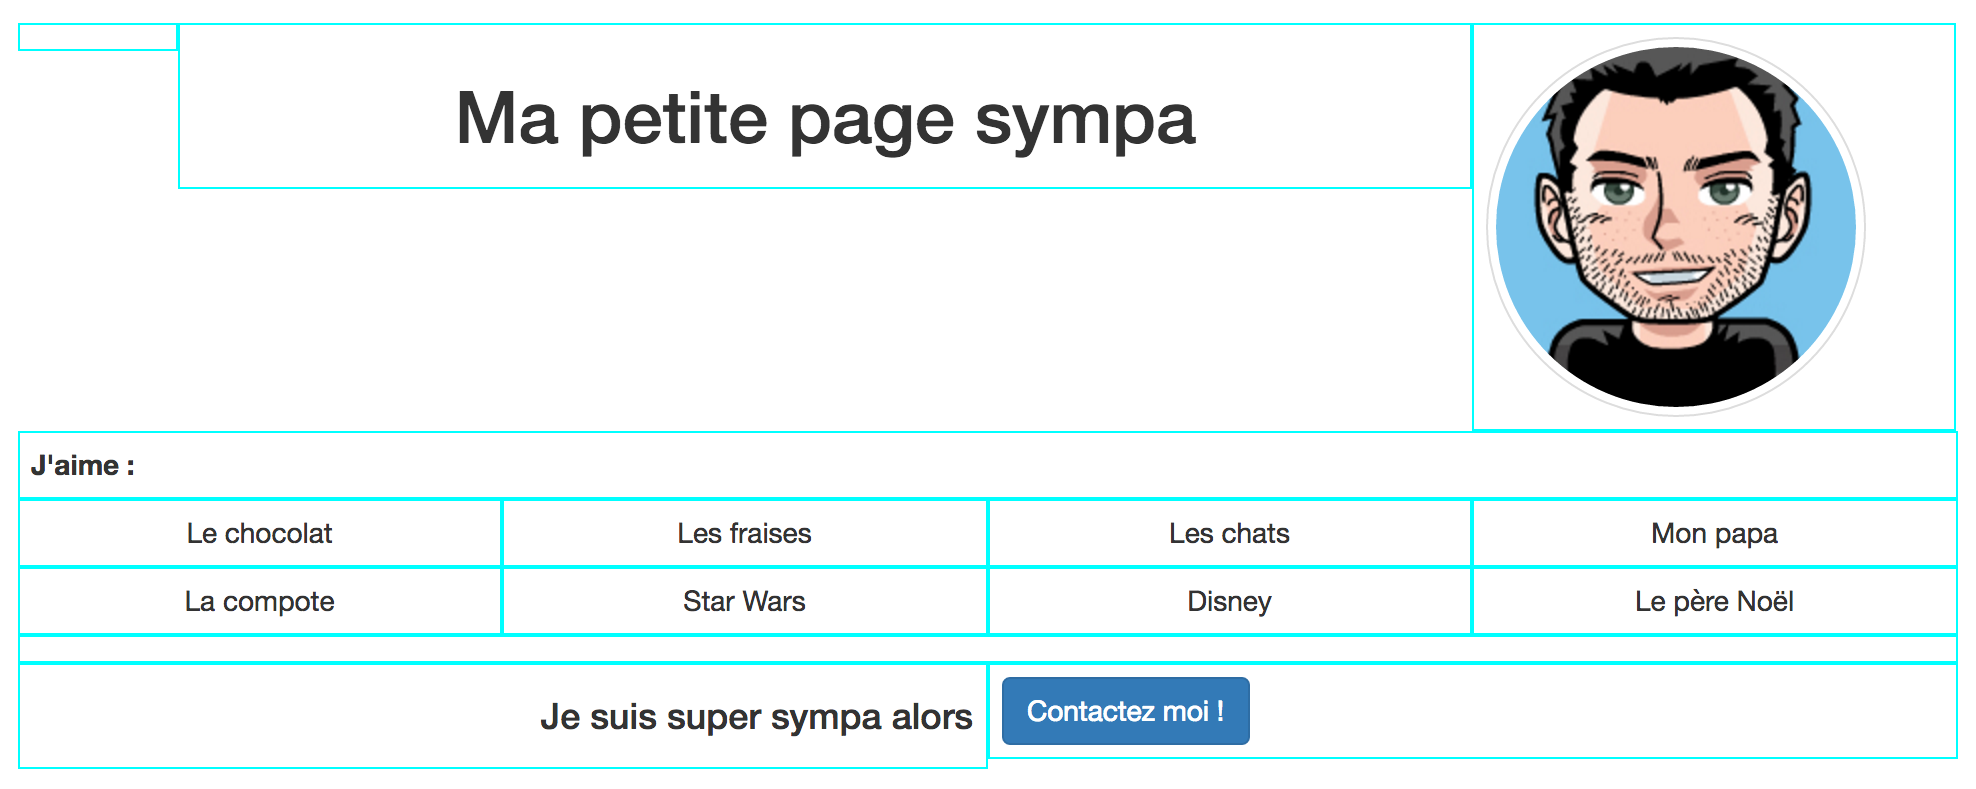 Ma petite page sympa
J'aime :
Le chocolat Les fraises Les chats Mon papa
La compote Star Wars Disney Le père Noël
Je suis super sympa alors Contactez moi !